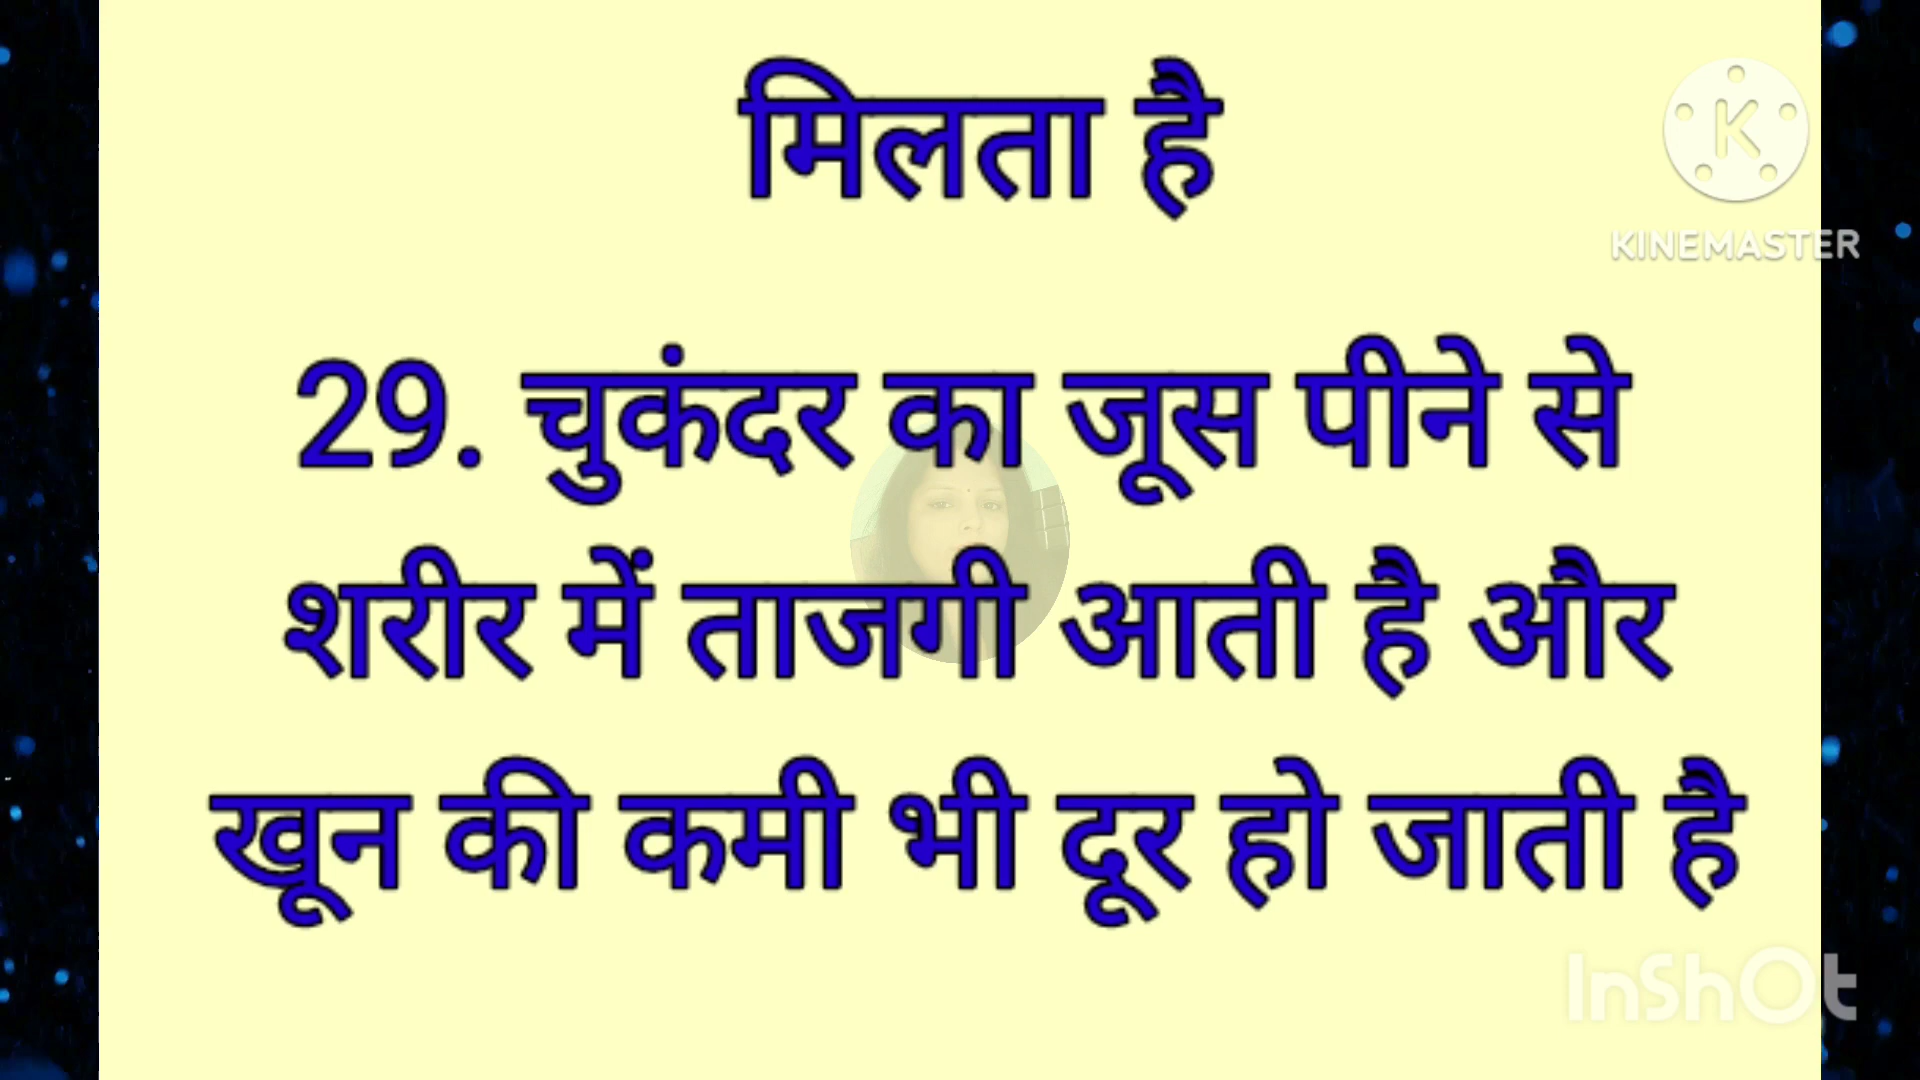 मिलता है
KINEMASTER
29. चुकंदर का जूस पीने से
शरीर में ताजगी आती है और
खून की कमी भी दूर हो जाती है
InShOt